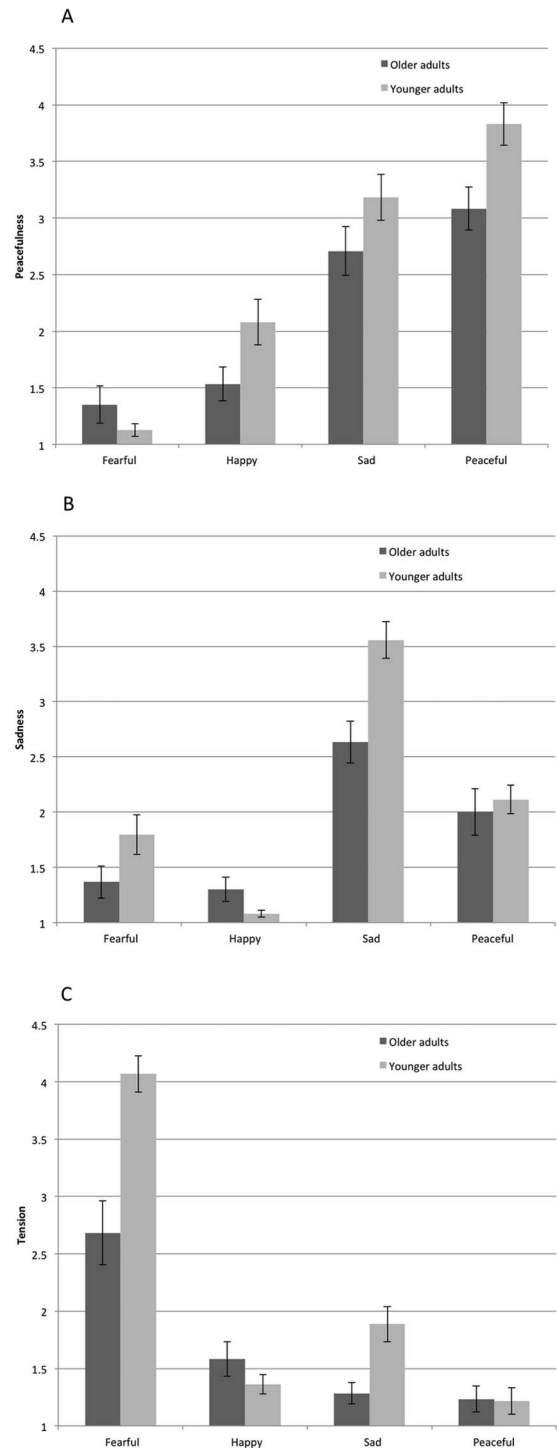 A
4.5
Older adults
Younger adults
4
3.5
3
Peacefulness
2.5
2
1.5
1
Fearful Happy Sad Peaceful
B
4.5
Older adults
Younger adults
4
3.5
3
Sadness
2.5
2
1.5
1
Fearful Happy Sad Peaceful
C
4.5
Older adults
Younger adults
4
3.5
3
Tension
2.5
2
1.5
1
Fearful Happy Sad Peaceful